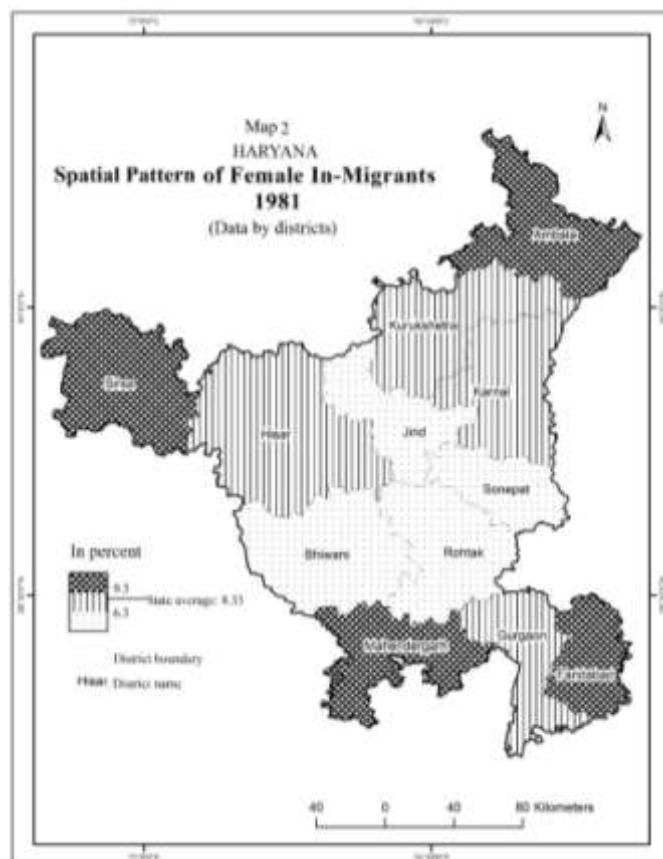 N
Map 2
HARYANA
Spatial Pattern of Female In-Migrants
1981
(Data by districts)
Ambala
Kurukshetra
Sirsa
Karnal
Hisar
Jind
Sonepat
Bhiwani
Rohtak
In percent
State average: 8.33
6.3
Mahendergarh
Gurgaon
Faridabad
District boundary
Hisar District name
40 0 40 80 Kilometers